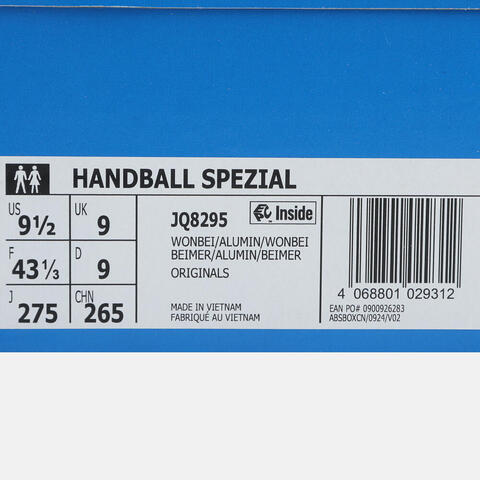 HANDBALL SPEZIAL
US 9½
UK 9
F 43⅓
D 9
J 275
CHN 265
JQ8295
Inside
WONBEI/ALUMIN/WONBEI
BEIMER/ALUMIN/BEIMER
ORIGINALS
MADE IN VIETNAM
FABRIQUÉ AU VIETNAM
4 068801 029312
EAN PO# 0900926283
ABSBOXCN/0924/V02